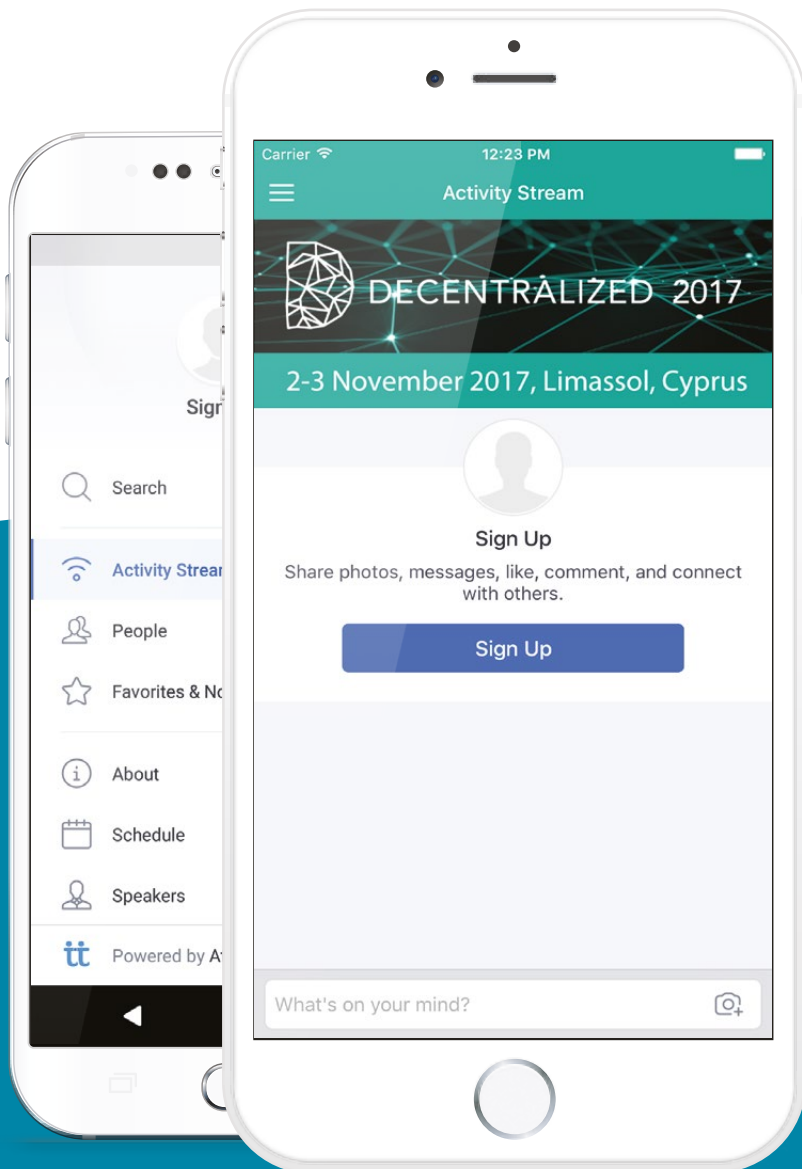 Carrier 12:23 PM
Activity Stream
DECENTRALIZED 2017
2-3 November 2017, Limassol, Cyprus
Sign Up
Share photos, messages, like, comment, and connect
with others.
Sign Up
What's on your mind?
Search
Activity
People
Favorites &
About
Schedule
Speakers
tt Powered by